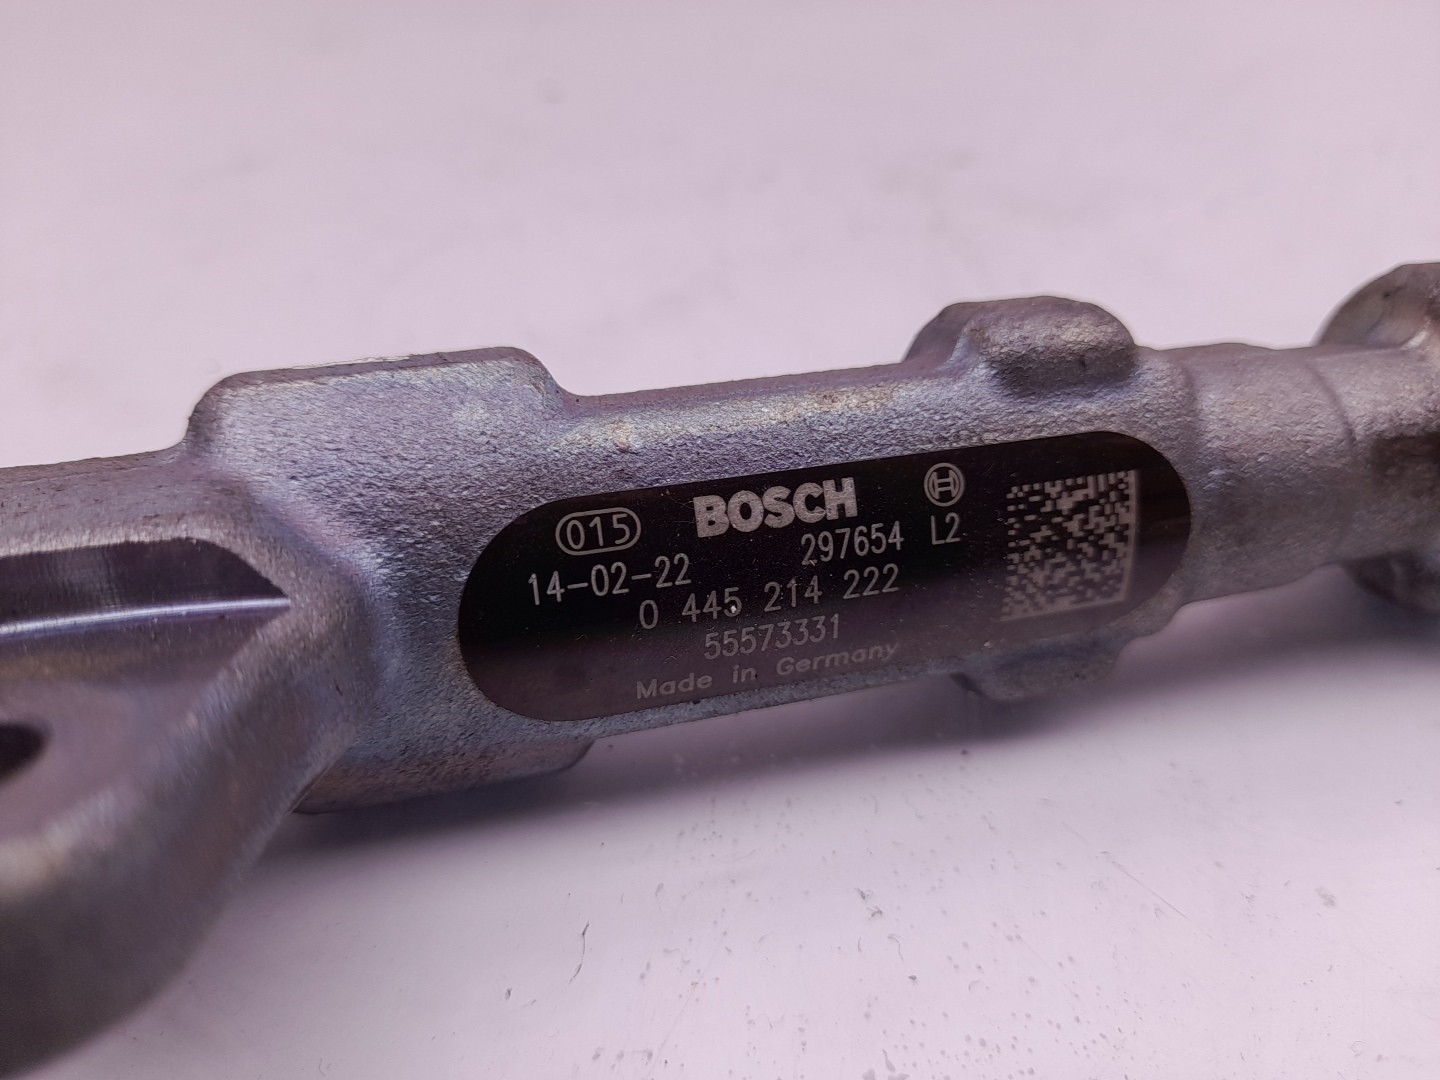 015 BOSCH
14-02-22 297654 L2
0 445 214 222
55573331
Made in Germany